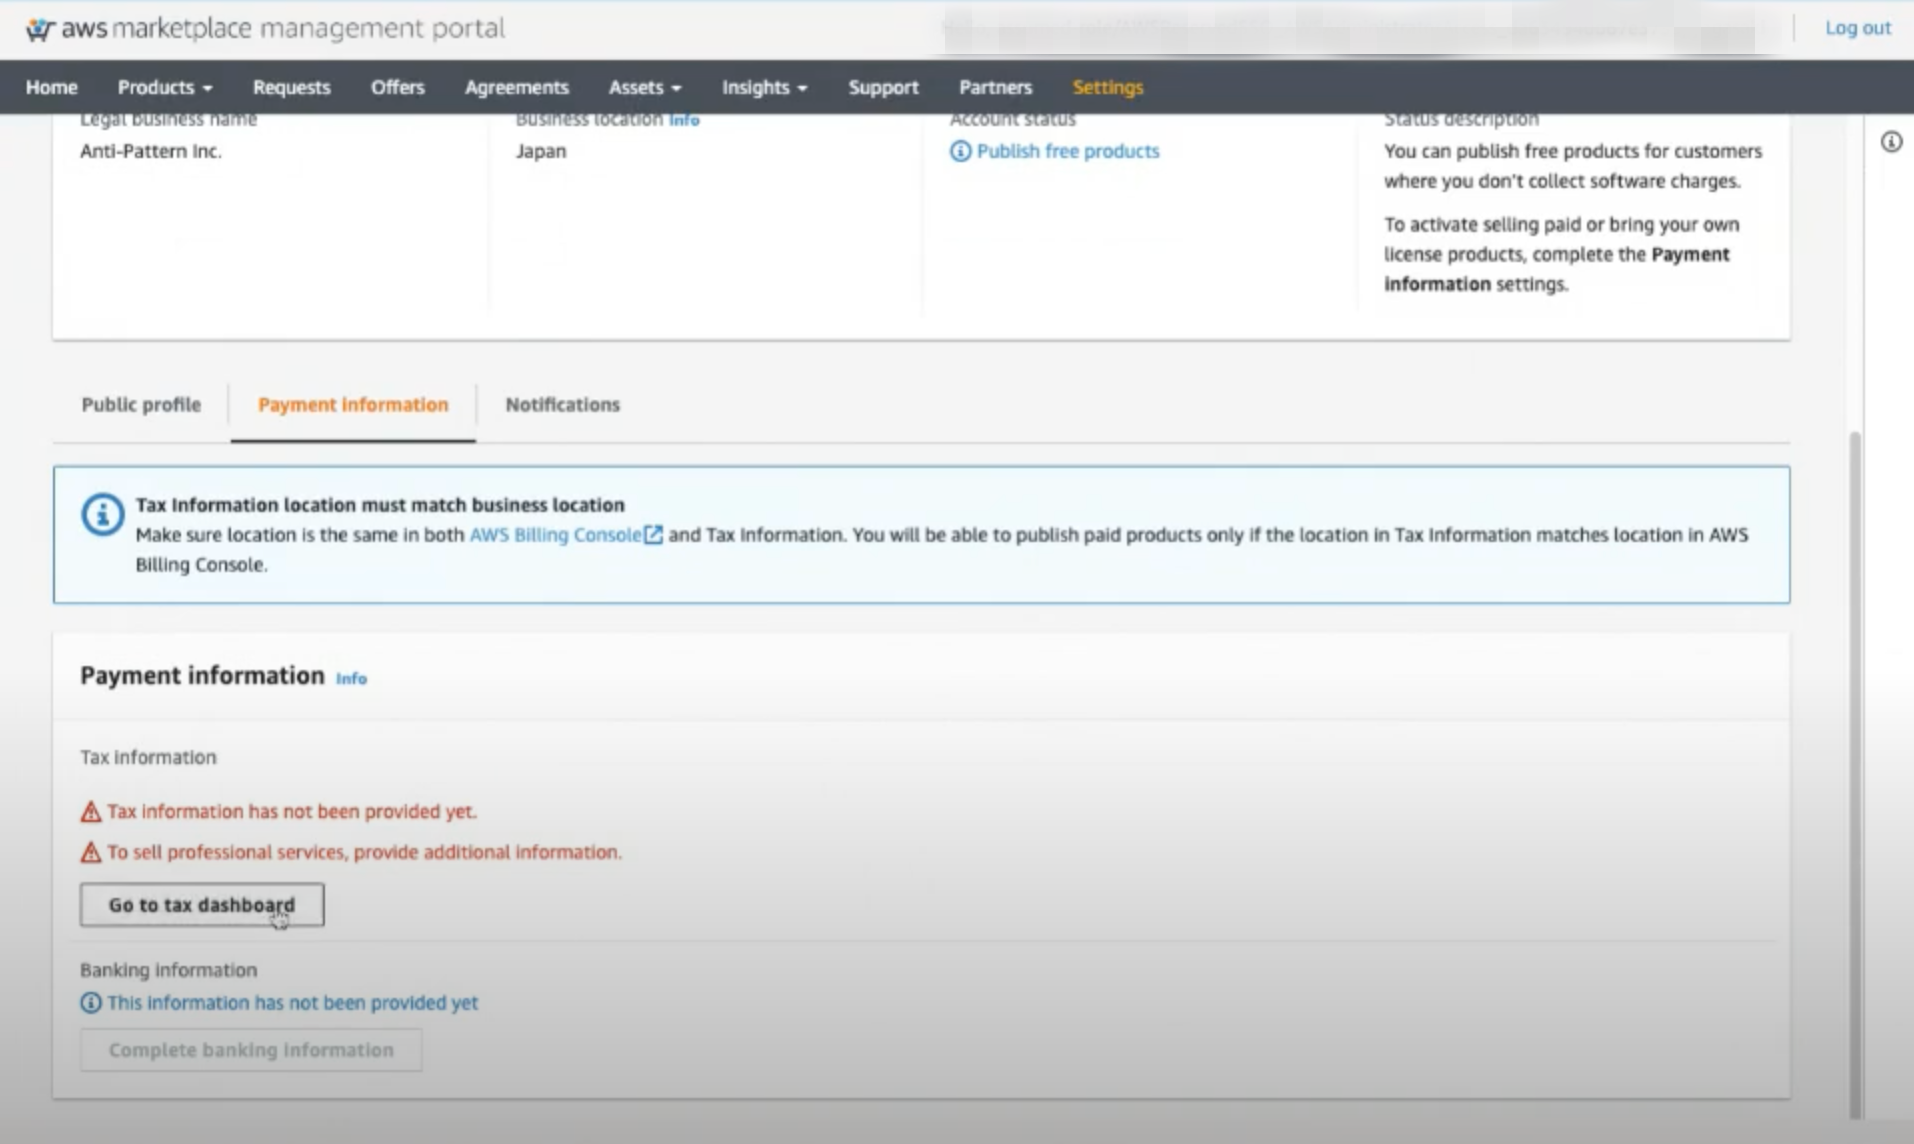 aws marketplace management portal
Log out
Home Products Requests Offers Agreements Assets Insights Support Partners Settings
Legal business name
Anti-Pattern Inc.
Business location Info
Japan
Account status
Publish free products
Status description
You can publish free products for customers
where you don't collect software charges.
To activate selling paid or bring your own
license products, complete the Payment
information settings.
Public profile Payment information Notifications
Tax Information location must match business location
Make sure location is the same in both AWS Billing Console and Tax Information. You will be able to publish paid products only if the location in Tax Information matches location in AWS
Billing Console.
Payment information Info
Tax information
Tax information has not been provided yet.
To sell professional services, provide additional information.
Go to tax dashboard
Banking information
This information has not been provided yet
Complete banking information